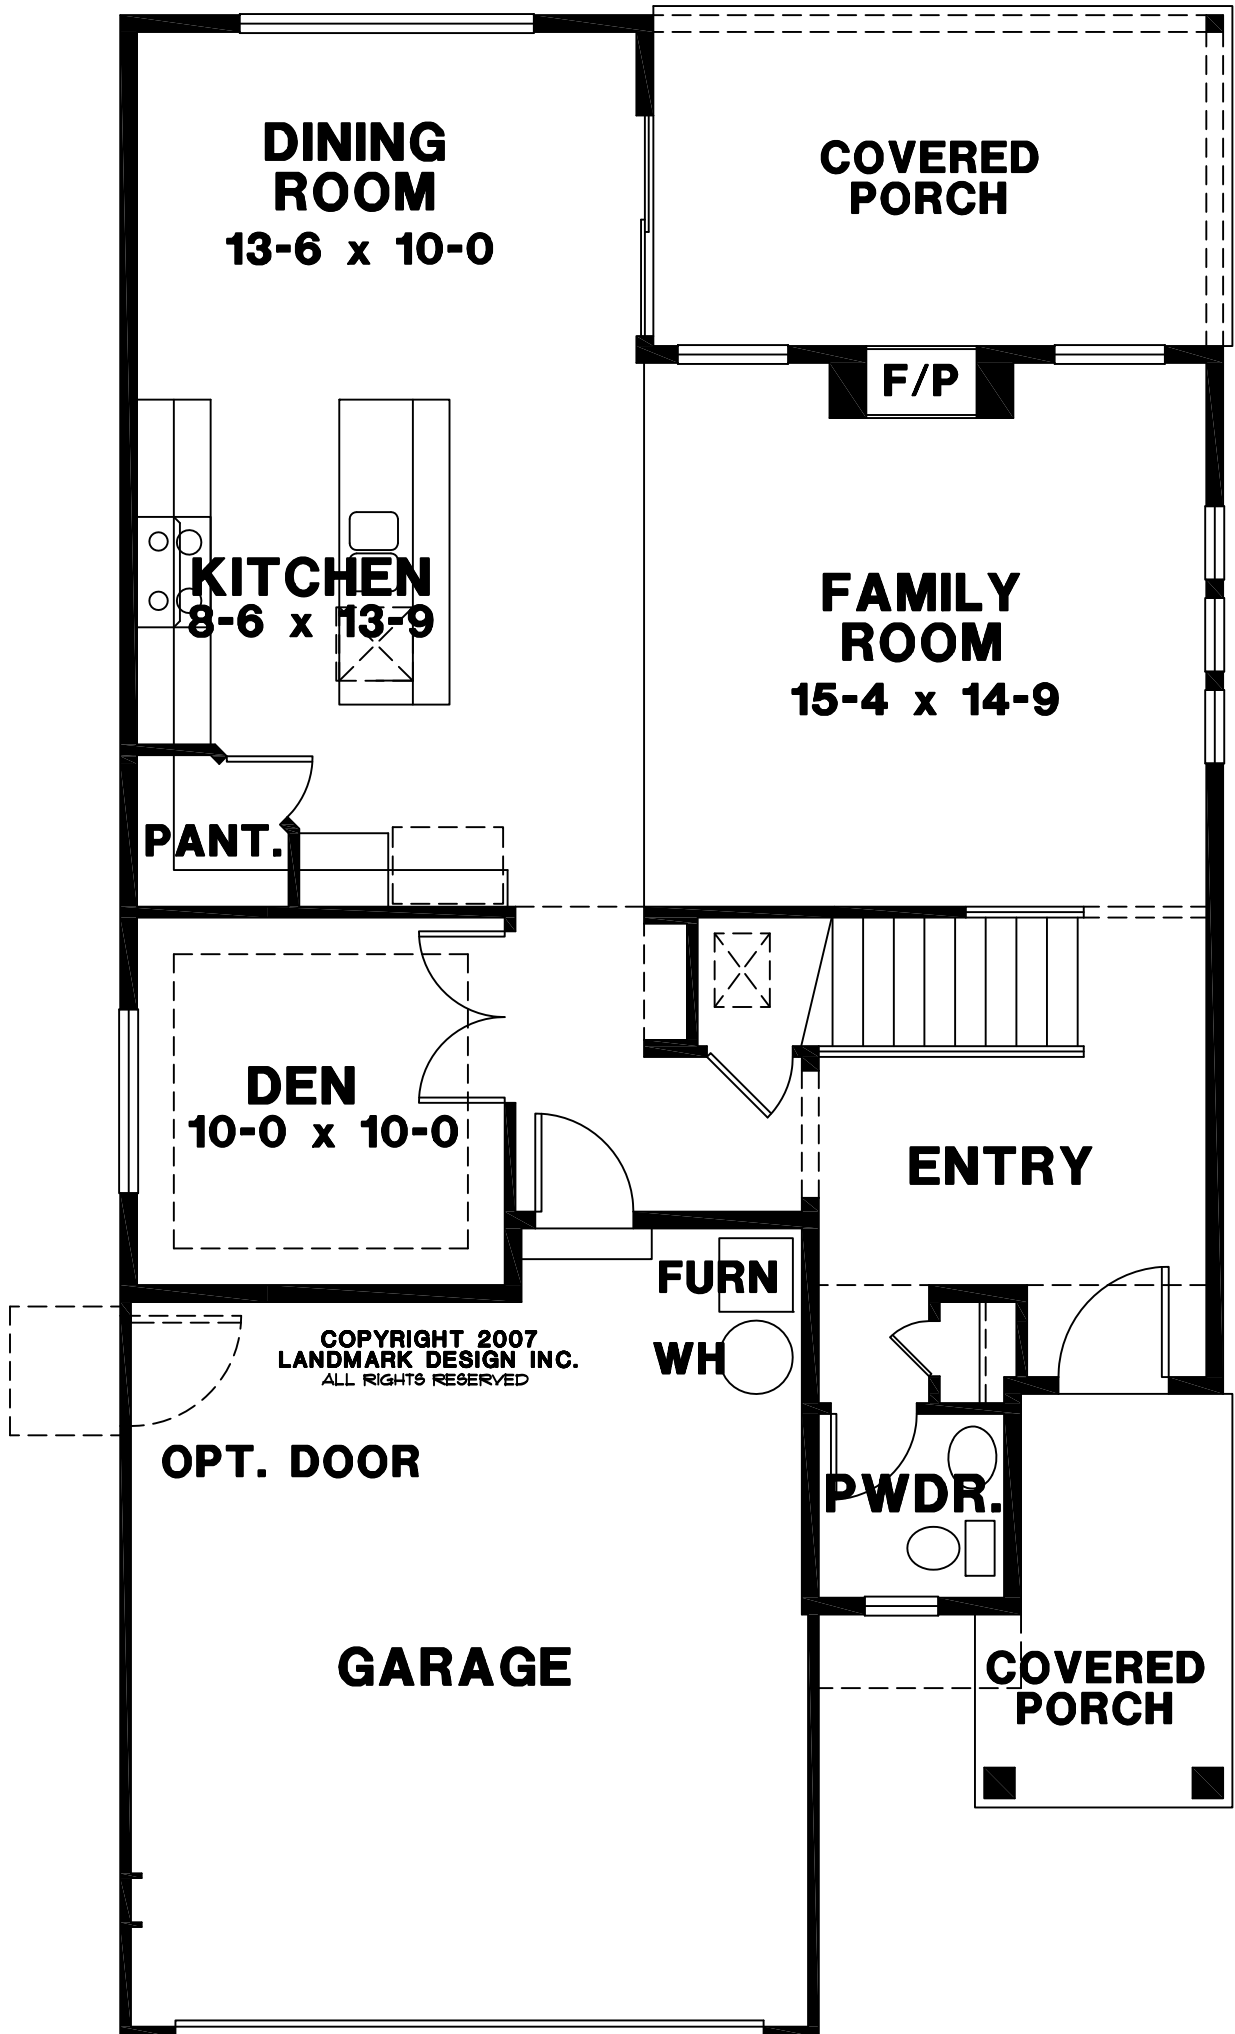 DINING
ROOM
13-6 x 10-0
COVERED
PORCH
F/P
KITCHEN
8-6 x 13-9
FAMILY
ROOM
15-4 x 14-9
PANT.
DEN
10-0 x 10-0
ENTRY
FURN
WH
COPYRIGHT 2007
LANDMARK DESIGN INC.
ALL RIGHTS RESERVED
OPT. DOOR
PWDR.
GARAGE
COVERED
PORCH